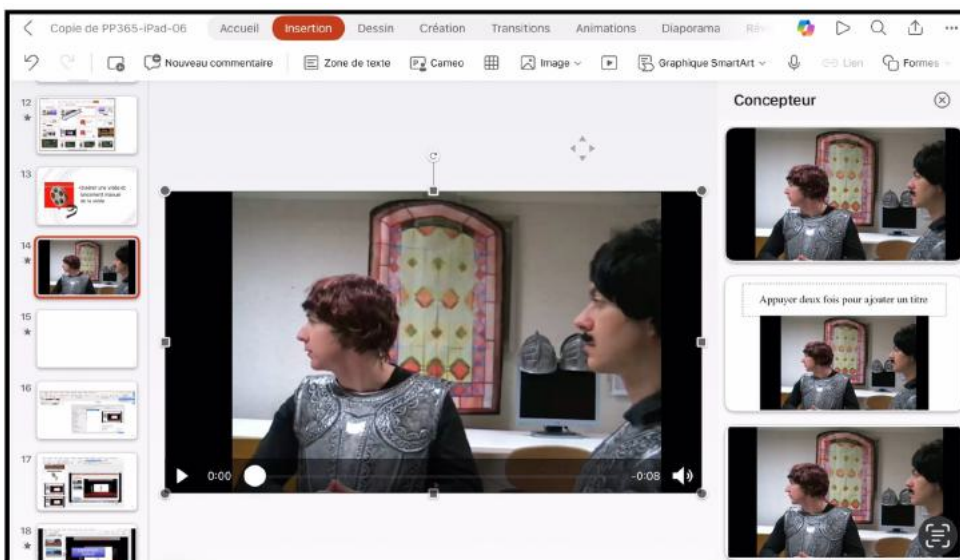 Copie de PP365-iPad-06 Accueil Insertion Dessin Création Transitions Animations Diaporama
Nouveau commentaire Zone de texte Cameo Image Graphique SmartArt Lien Formes
12
13
Insérer une vidéo et
lancement manuel
de la vidéo
14
15
16
17
18
0:00 -0:08
Concepteur
Appuyer deux fois pour ajouter un titre